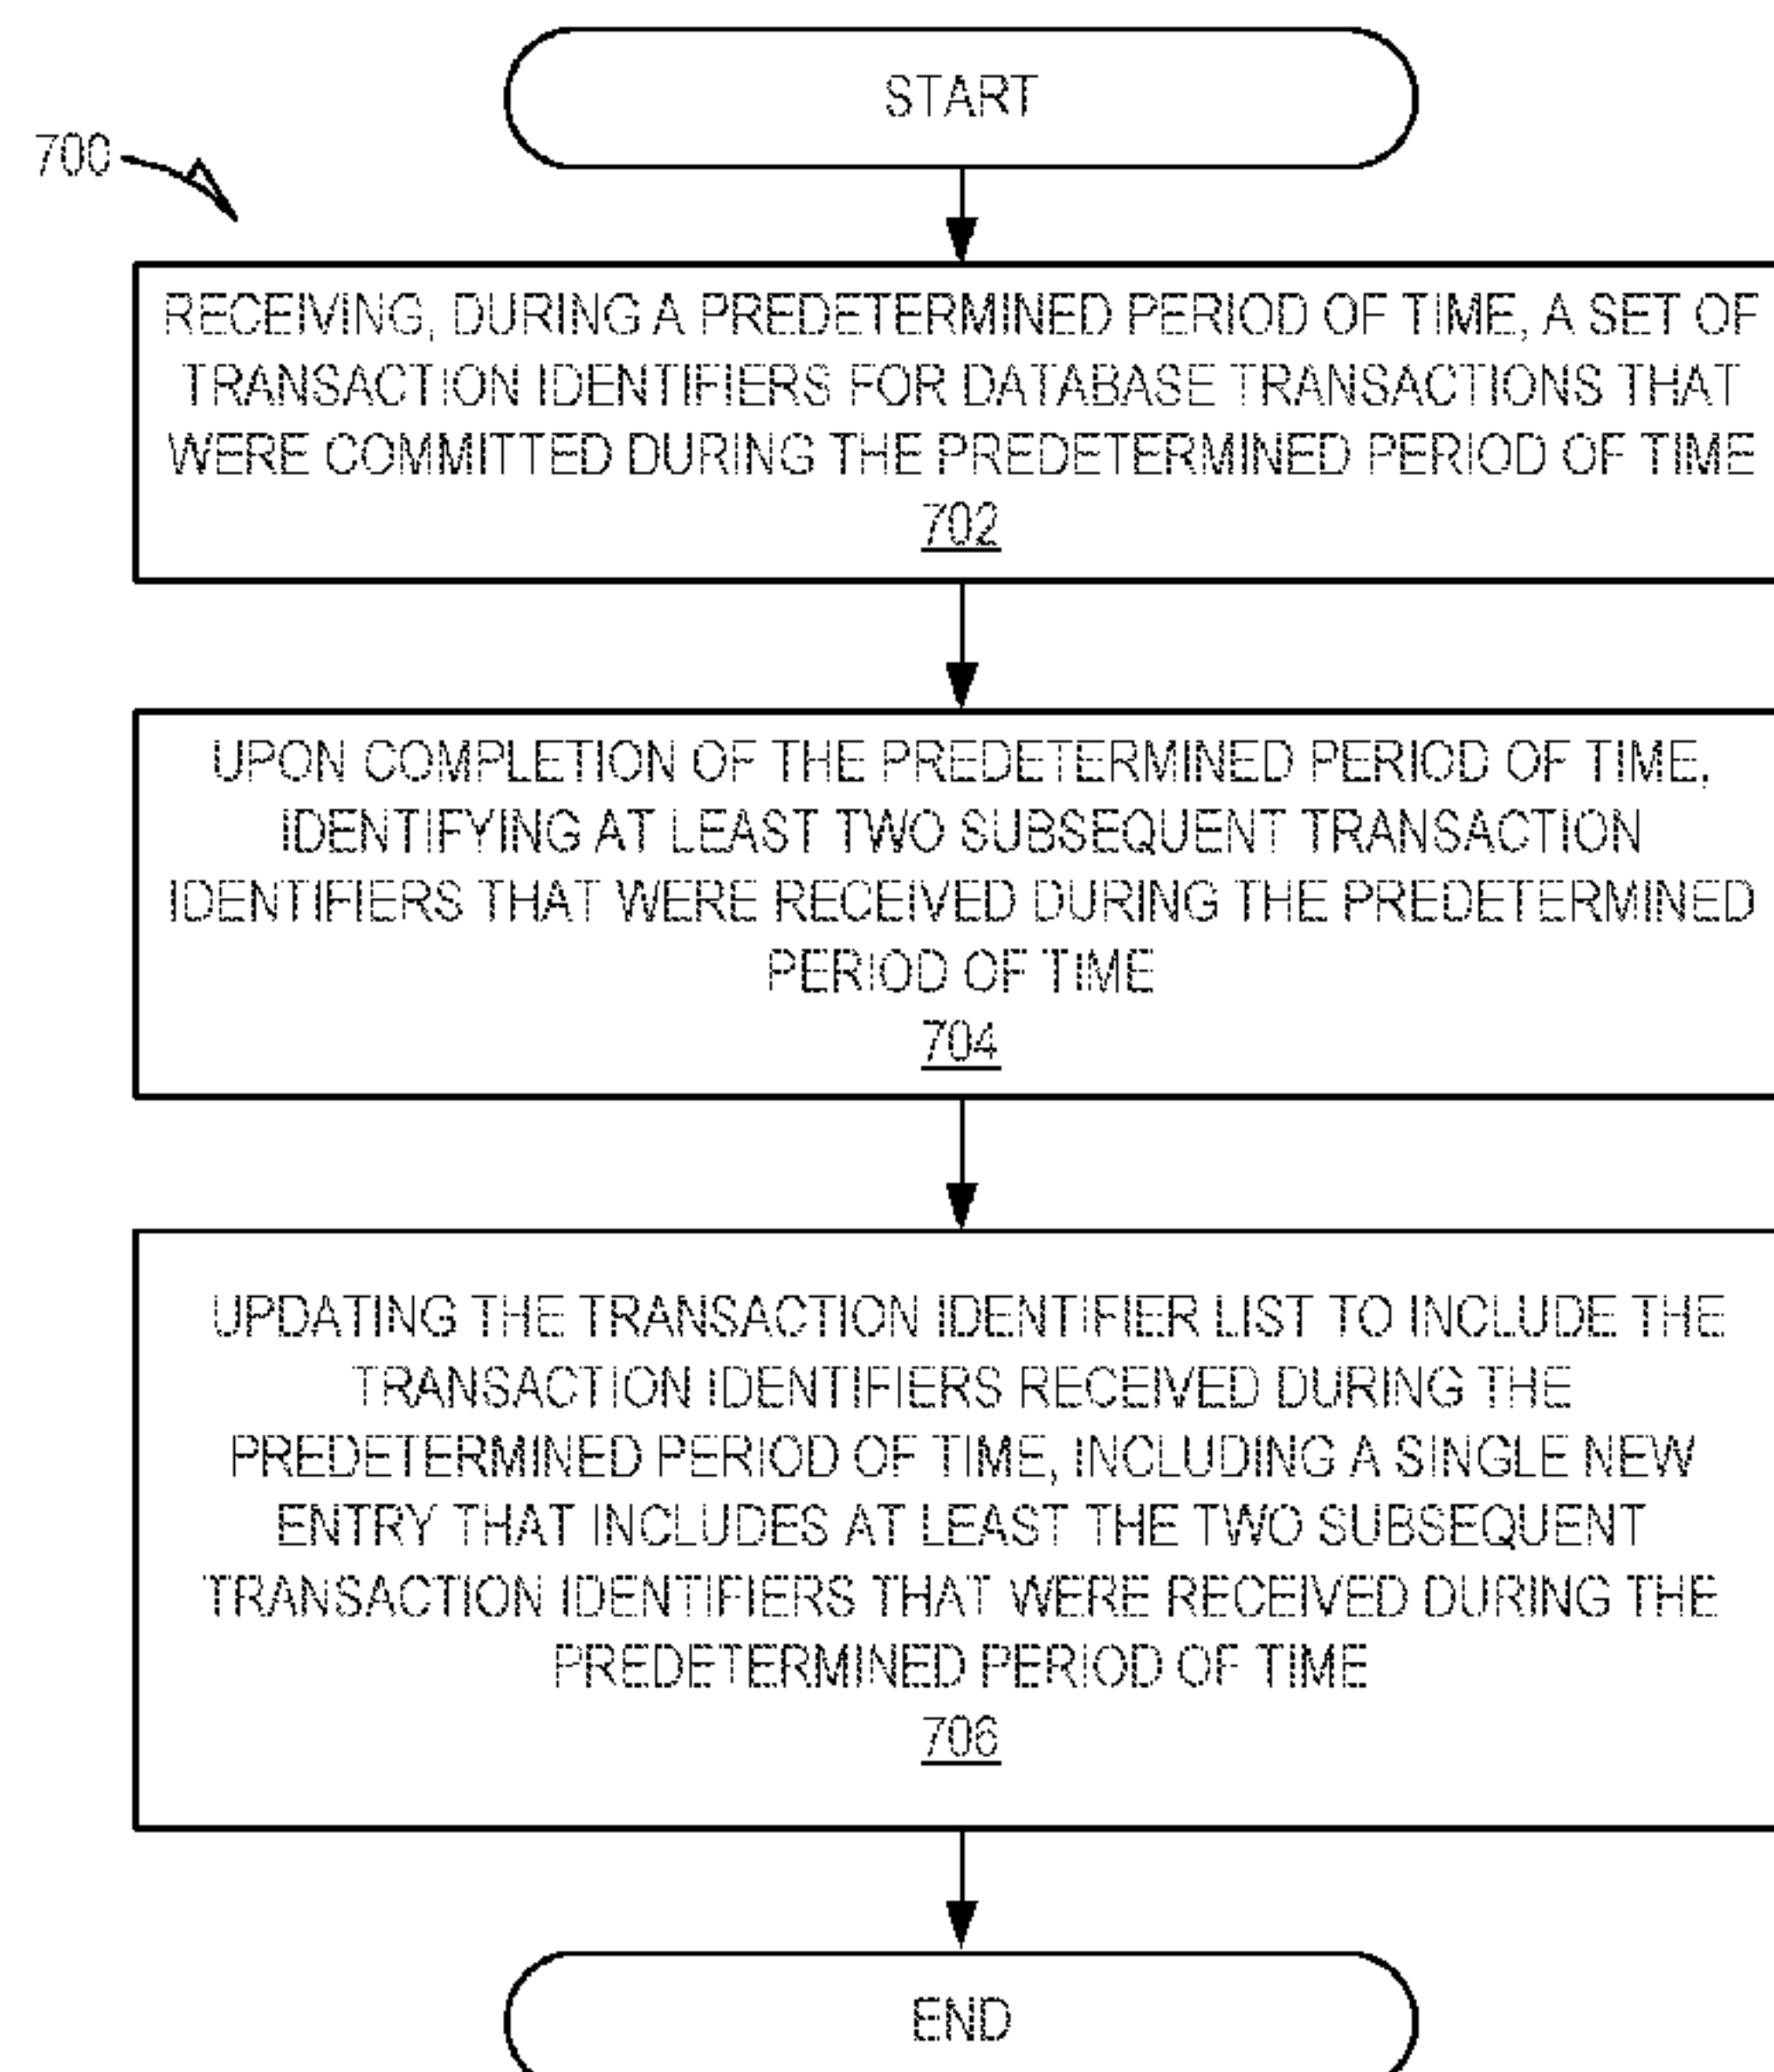 START
700
RECEIVING, DURING A PREDETERMINED PERIOD OF TIME, A SET OF
TRANSACTION IDENTIFIERS FOR DATABASE TRANSACTIONS THAT
WERE COMMITTED DURING THE PREDETERMINED PERIOD OF TIME
702
UPON COMPLETION OF THE PREDETERMINED PERIOD OF TIME,
IDENTIFYING AT LEAST TWO SUBSEQUENT TRANSACTION
IDENTIFIERS THAT WERE RECEIVED DURING THE PREDETERMINED
PERIOD OF TIME
704
UPDATING THE TRANSACTION IDENTIFIER LIST TO INCLUDE THE
TRANSACTION IDENTIFIERS RECEIVED DURING THE
PREDETERMINED PERIOD OF TIME, INCLUDING A SINGLE NEW
ENTRY THAT INCLUDES AT LEAST THE TWO SUBSEQUENT
TRANSACTION IDENTIFIERS THAT WERE RECEIVED DURING THE
PREDETERMINED PERIOD OF TIME
706
END